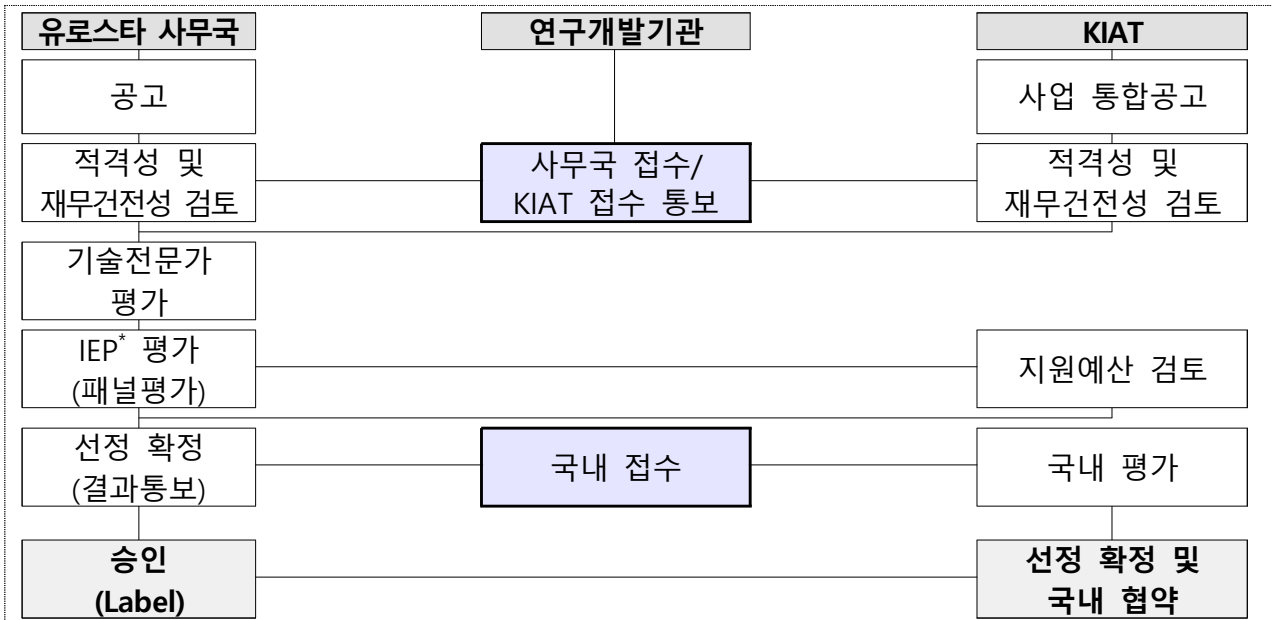 유로스타 사무국
연구개발기관
KIAT
공고
사업 통합공고
적격성 및
재무건전성 검토
사무국 접수/
KIAT 접수 통보
적격성 및
재무건전성 검토
기술전문가
평가
IEP* 평가
(패널평가)
지원예산 검토
선정 확정
(결과통보)
국내 접수
국내 평가
승인
(Label)
선정 확정 및
국내 협약